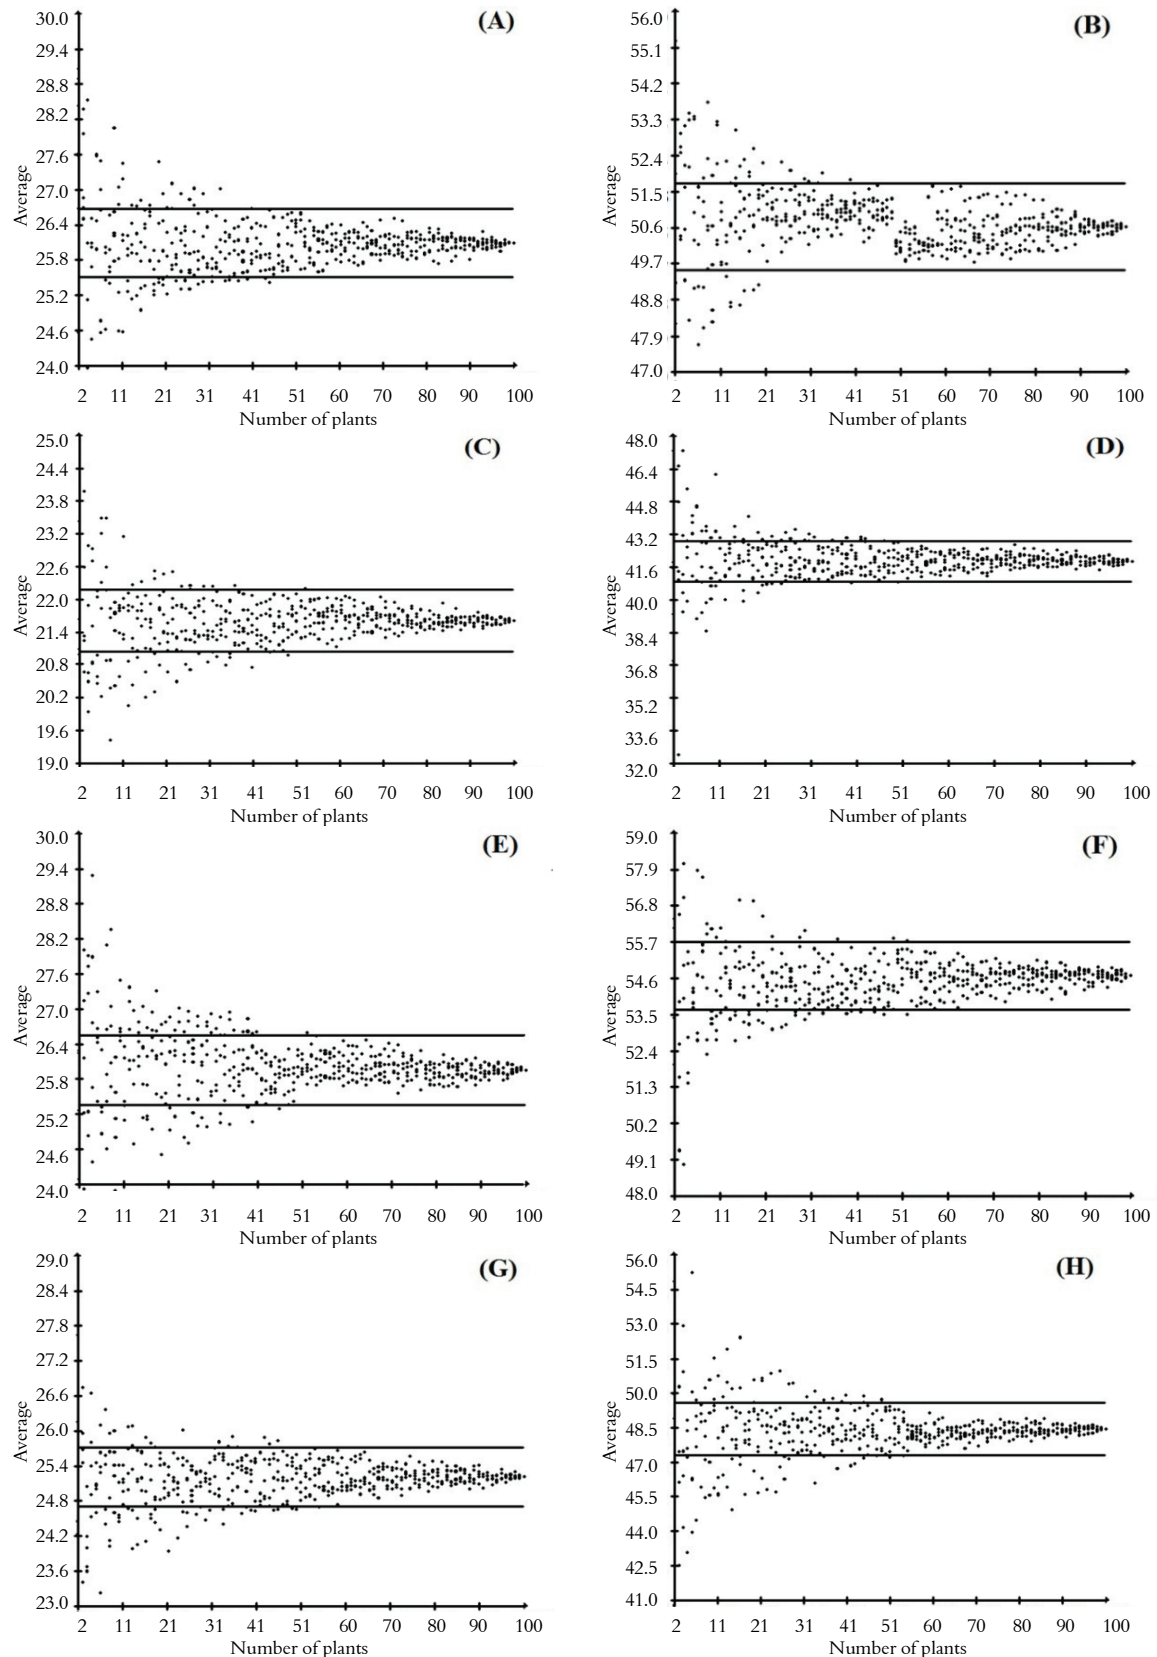 (A)
30.0
29.4
28.8
28.2
27.6
27.0
26.4
25.8
25.2
24.6
24.0
Average
2 11 21 31 41 51 60 70 80 90 100
Number of plants
(B)
56.0
55.1
54.2
53.3
52.4
51.5
50.6
49.7
48.8
47.9
47.0
Average
2 11 21 31 41 51 60 70 80 90 100
Number of plants
(C)
25.0
24.4
23.8
23.2
22.6
22.0
21.4
20.8
20.2
19.6
19.0
Average
2 11 21 31 41 51 60 70 80 90 100
Number of plants
(D)
48.0
46.4
44.8
43.2
41.6
40.0
38.4
36.8
35.2
33.6
32.0
Average
2 11 21 31 41 51 60 70 80 90 100
Number of plants
(E)
30.0
29.4
28.8
28.2
27.6
27.0
26.4
25.8
25.2
24.6
24.0
Average
2 11 21 31 41 51 60 70 80 90 100
Number of plants
(F)
59.0
57.9
56.8
55.7
54.6
53.5
52.4
51.3
50.2
49.1
48.0
Average
2 11 21 31 41 51 60 70 80 90 100
Number of plants
(G)
29.0
28.4
27.8
27.2
26.6
26.0
25.4
24.8
24.2
23.6
23.0
Average
2 11 21 31 41 51 60 70 80 90 100
Number of plants
(H)
56.0
54.5
53.0
51.5
50.0
48.5
47.0
45.5
44.0
42.5
41.0
Average
2 11 21 31 41 51 60 70 80 90 100
Number of plants